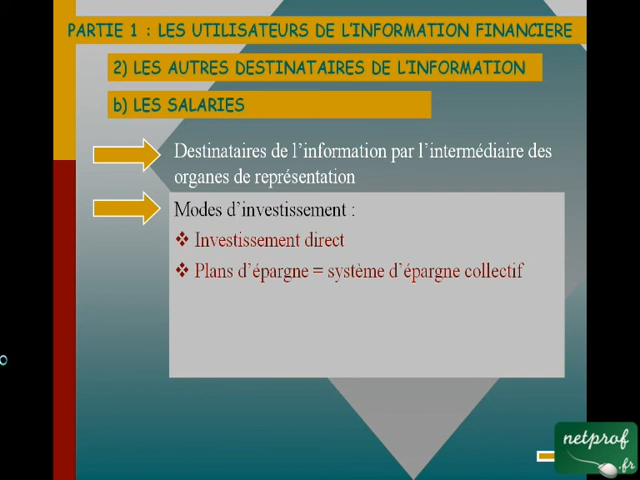 PARTIE 1 : LES UTILISATEURS DE L'INFORMATION FINANCIERE
2) LES AUTRES DESTINATAIRES DE L'INFORMATION
b) LES SALARIES
Destinataires de l'information par l'intermédiaire des
organes de représentation
Modes d'investissement :
❖ Investissement direct
❖ Plans d'épargne = système d'épargne collectif
netprof
.fr